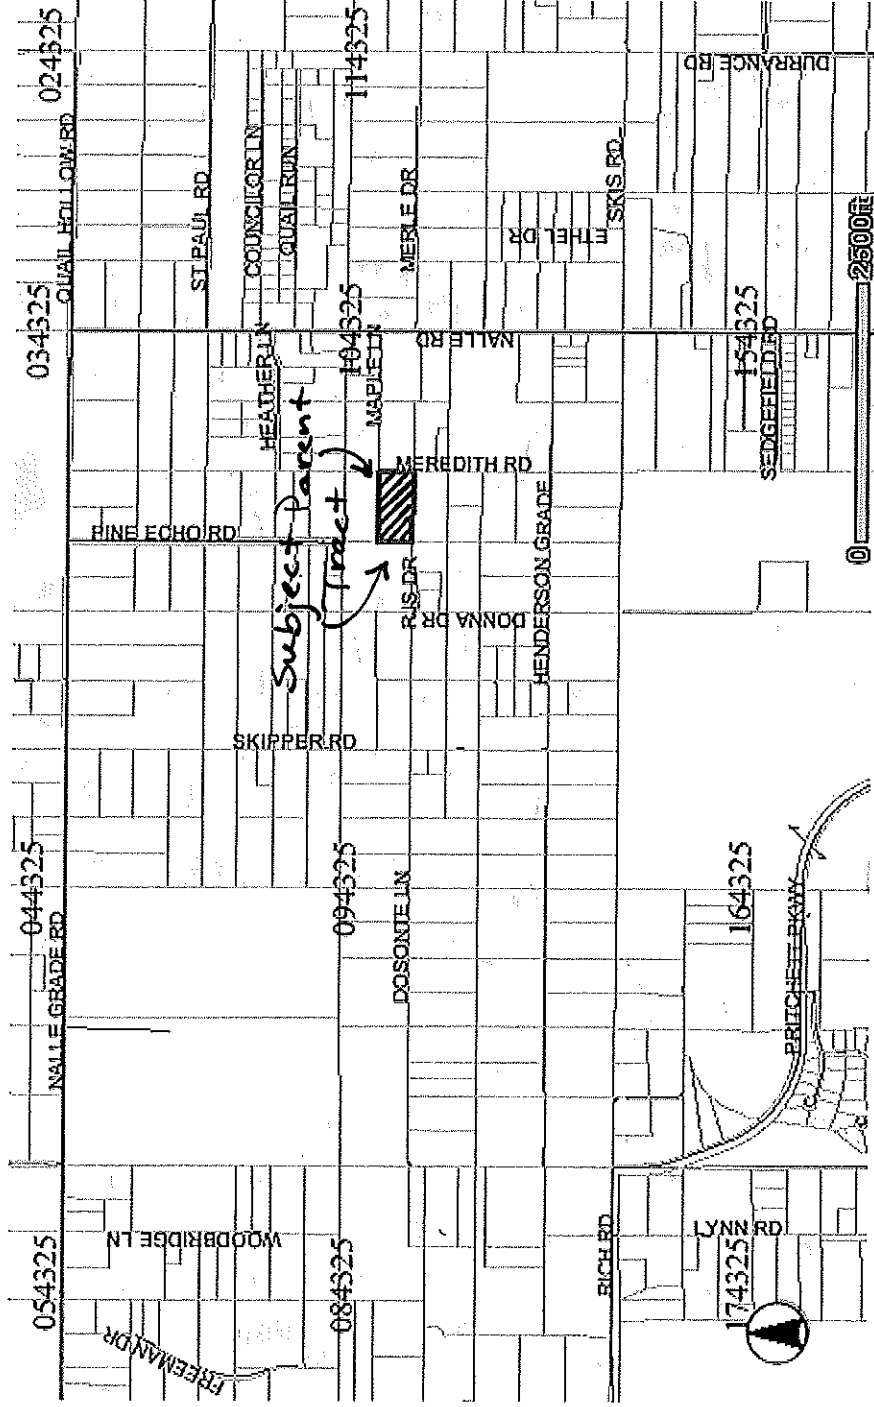 054325
044325
034325
024325
NALLE GRADE RD
QUAIL HOLLOW RD
FREEMAN DR
WOODBRIDGE LN
PINE ECHO RD
ST PAUL RD
COUNCILOR LN
HEATHER LN
QUAIL RUN
SKIPPER RD
Subject Parent
Tract
084325
094325
104325
114325
MAPLE LN
DOSONTE LN
RJS DR
MEREDITH RD
MERLE DR
NALLE RD
DONNA DR
HENDERSON GRADE
ETHEL DR
RICH RD
SKIS RD
LYNN RD
DURRANCE RD
174325
164325
154325
SEDGEFIELD RD
PRITCHETT PKWY
0
2500ft